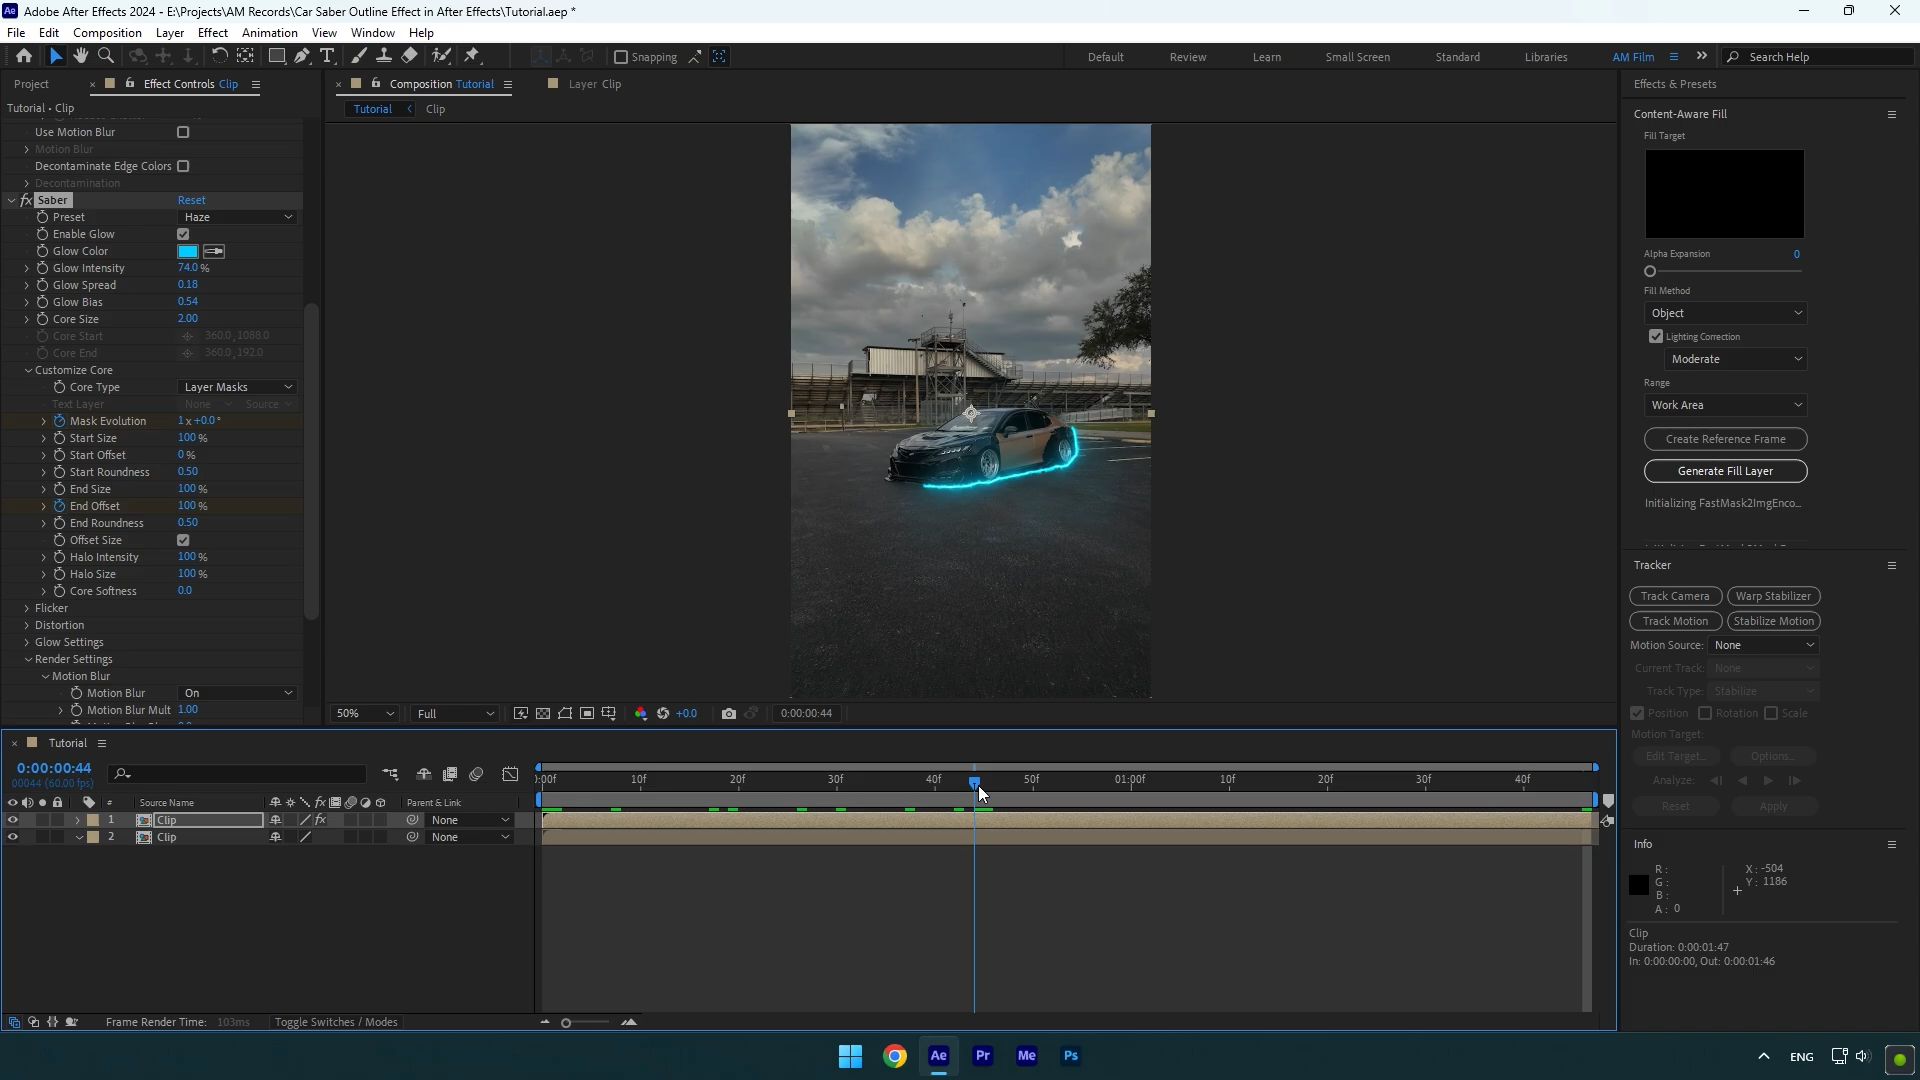 Adobe After Effects 2024 - E:\Projects\AM Records\Car Saber Outline Effect in After Effects\Tutorial.aep *
File Edit Composition Layer Effect Animation View Window Help
Snapping
Default Review Learn Small Screen Standard Libraries AM Film Search Help
Project
Effect Controls Clip
Tutorial • Clip
Use Motion Blur
Motion Blur
Decontaminate Edge Colors
Decontamination
fx Saber Reset
Preset Haze
Enable Glow
Glow Color
Glow Intensity 74.0 %
Glow Spread 0.18
Glow Bias 0.54
Core Size 2.00
Core Start 360.0, 1088.0
Core End 360.0, 192.0
Customize Core
Core Type Layer Masks
Text Layer None Source
Mask Evolution 1 x +0.0 °
Start Size 100 %
Start Offset 0 %
Start Roundness 0.50
End Size 100 %
End Offset 100 %
End Roundness 0.50
Offset Size
Halo Intensity 100 %
Halo Size 100 %
Core Softness 0.0
Flicker
Distortion
Glow Settings
Render Settings
Motion Blur
Motion Blur On
Motion Blur Mult 1.00
Composition Tutorial
Layer Clip
Tutorial Clip
50% Full +0.0 0:00:00:44
Effects & Presets
Content-Aware Fill
Fill Target
Alpha Expansion 0
Fill Method
Object
Lighting Correction
Moderate
Range
Work Area
Create Reference Frame
Generate Fill Layer
Initializing FastMask2ImgEnco...
Tracker
Track Camera Warp Stabilizer
Track Motion Stabilize Motion
Motion Source: None
Current Track: None
Track Type: Stabilize
Position Rotation Scale
Motion Target:
Edit Target... Options...
Analyze:
Reset Apply
Info
R: X: -504
G: Y: 1186
B:
A: 0
Clip
Duration: 0:00:01:47
In: 0:00:00:00, Out: 0:00:01:46
Tutorial
0:00:00:44
00044 (60.00 fps)
:00f 10f 20f 30f 40f 50f 01:00f 10f 20f 30f 40f
# Source Name fx Parent & Link
1 Clip fx None
2 Clip None
Frame Render Time: 103ms Toggle Switches / Modes
Ae Pr Me Ps
ENG